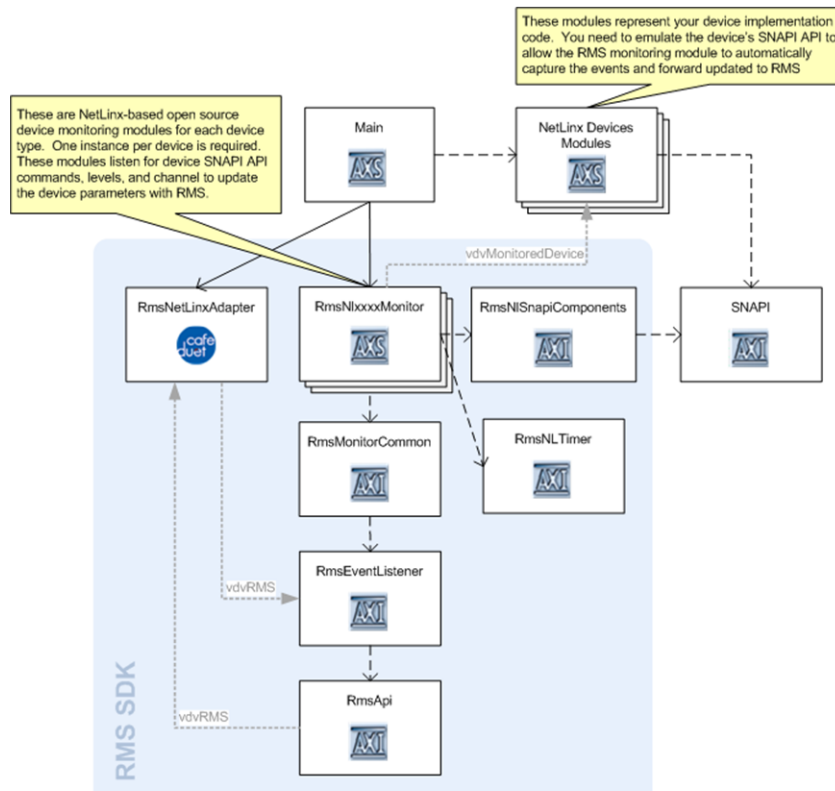 These modules represent your device implementation
code.  You need to emulate the device's SNAPI API to
allow the RMS monitoring module to automatically
capture the events and forward updated to RMS
These are NetLinx-based open source
device monitoring modules for each device
type.  One instance per device is required.
These modules listen for device SNAPI API
commands, levels, and channel to update
the device parameters with RMS.
Main
AXS
NetLinx Devices
Modules
AXS
vdvMonitoredDevice
RmsNetLinxAdapter
cafe
duet
RmsNlxxxxMonitor
AXS
RmsNlSnapiComponents
AXI
SNAPI
AXI
RmsMonitorCommon
AXI
RmsNLTimer
AXI
RmsEventListener
AXI
vdvRMS
RmsApi
AXI
vdvRMS
RMS SDK